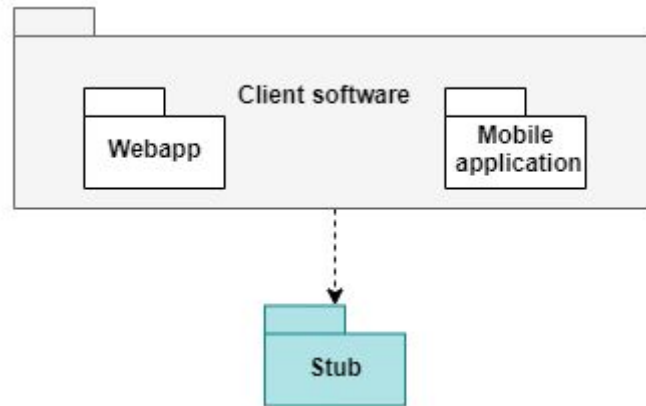 Client software
Webapp
Mobile
application
Stub